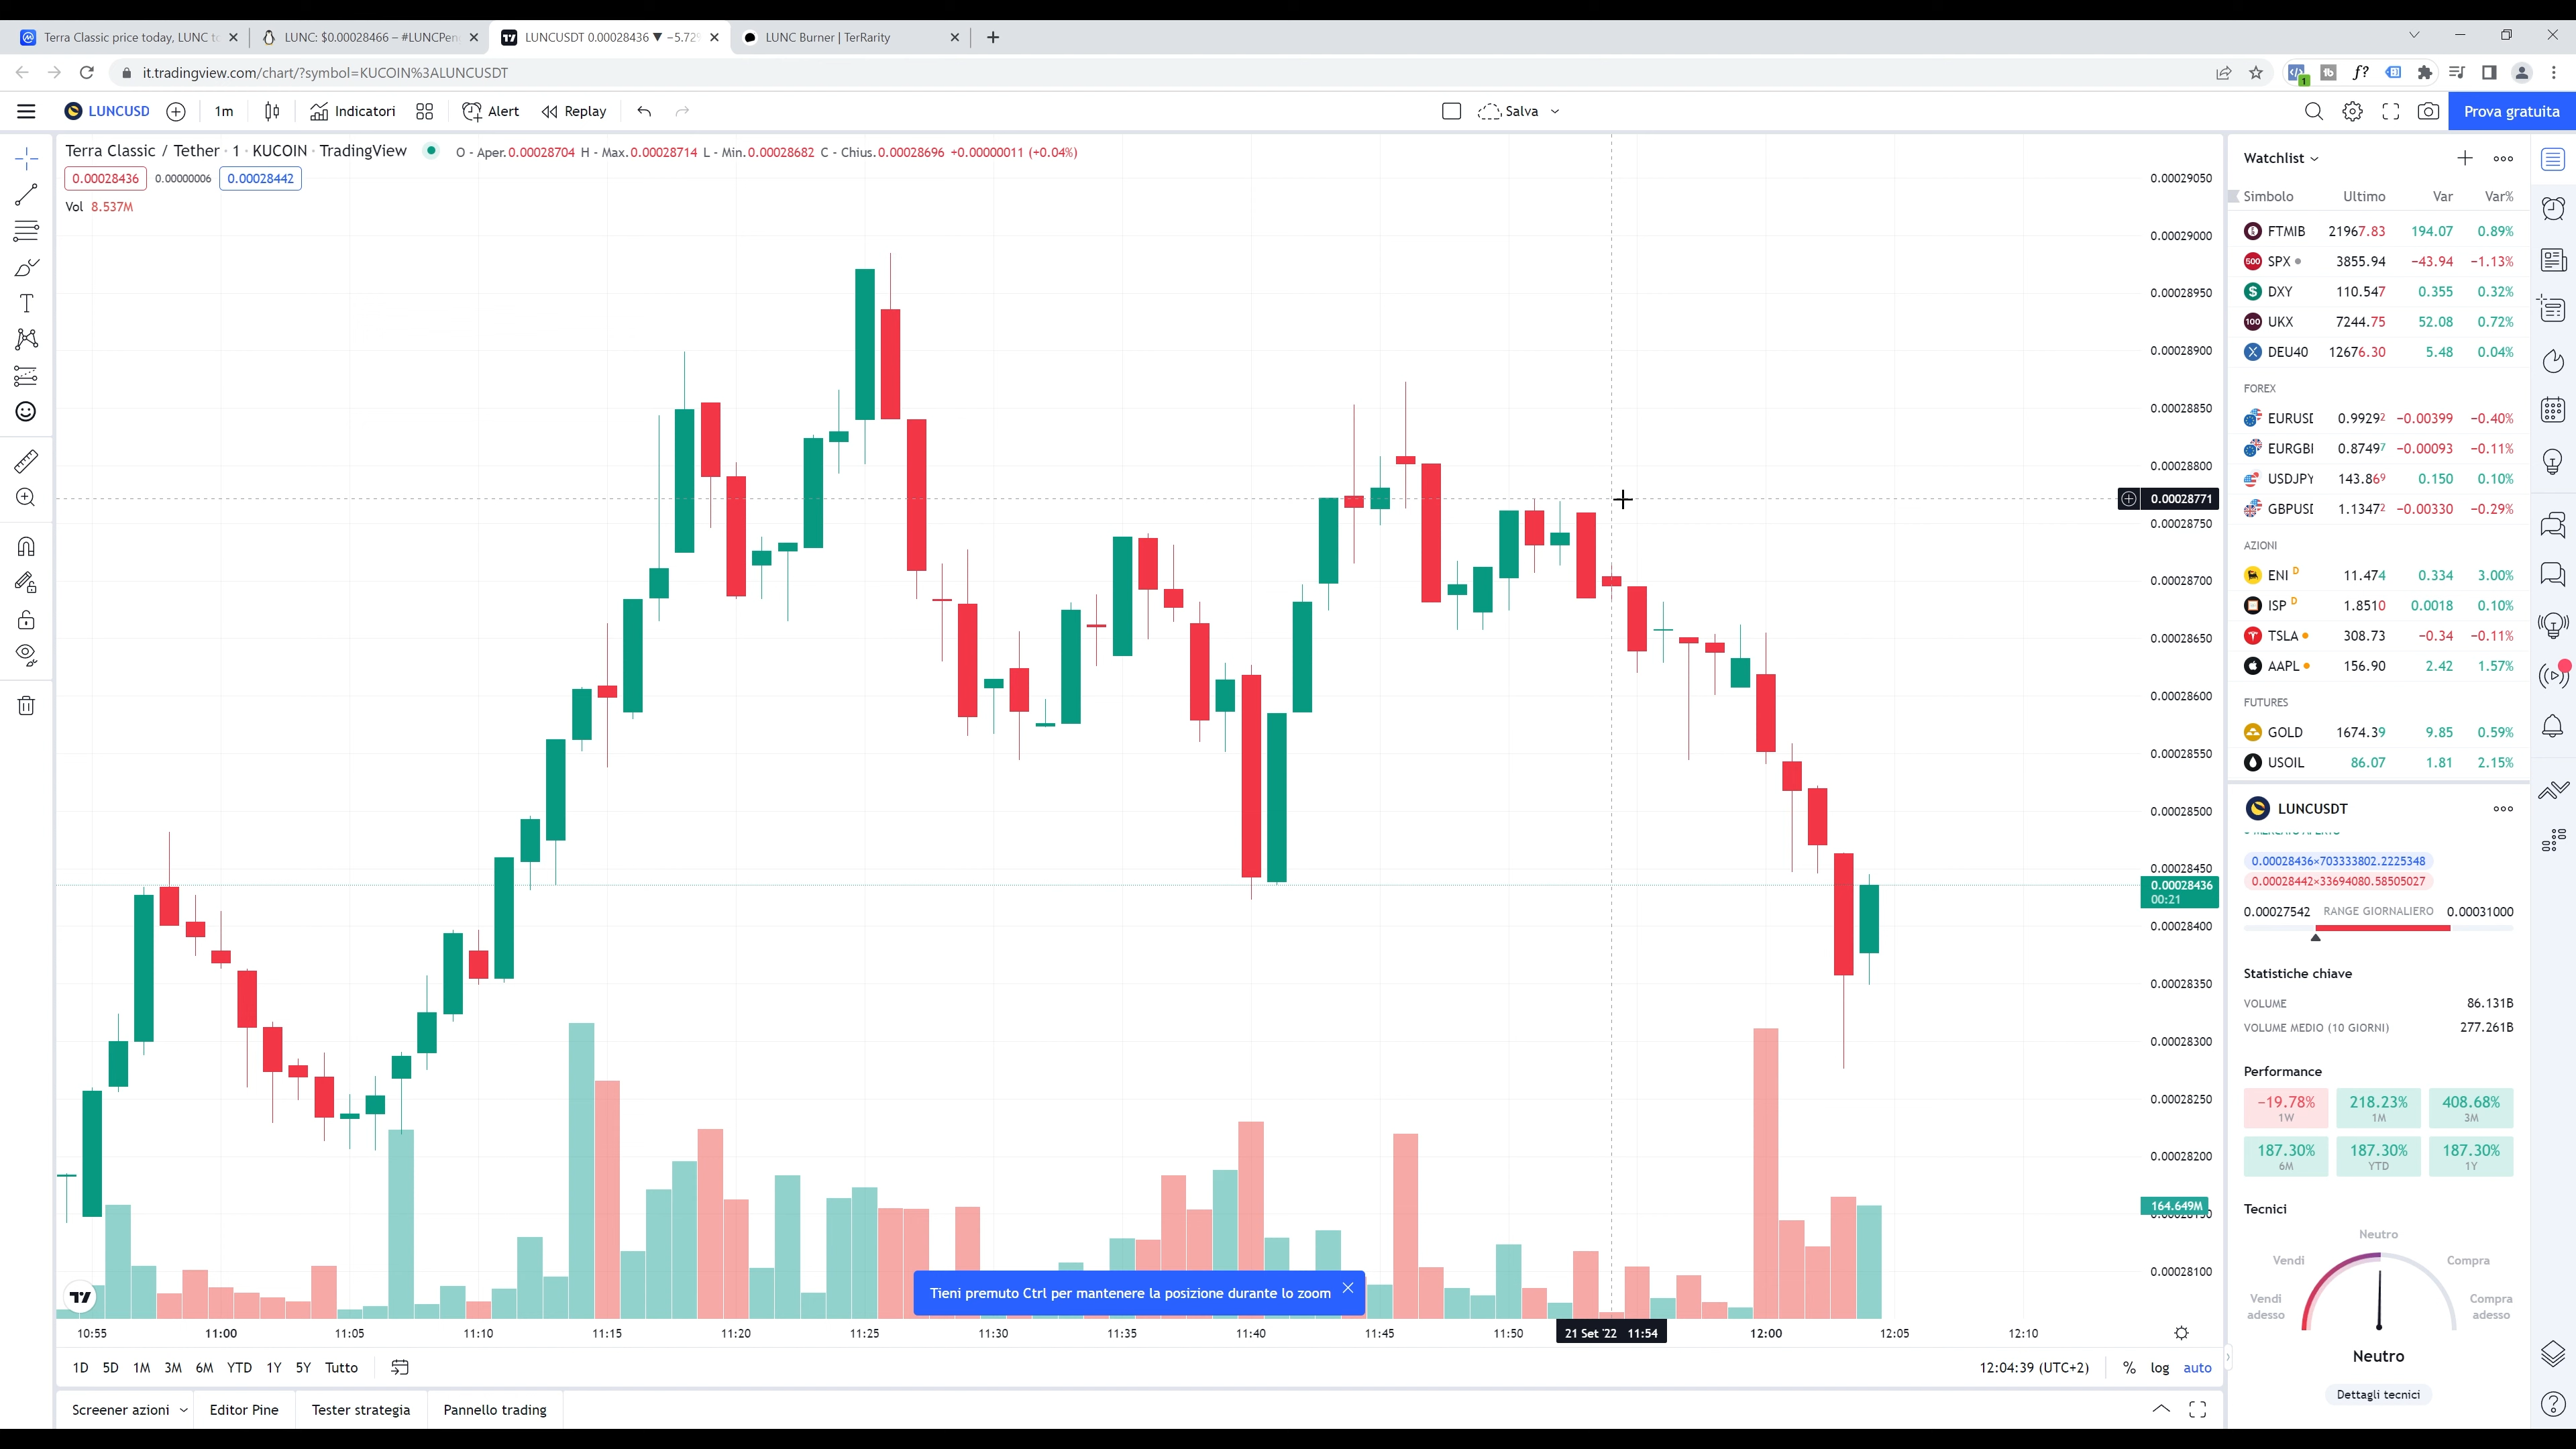 Terra Classic price today, LUNC to
LUNC: $0.00028466 – #LUNCPen
LUNCUSDT 0.00028436 ▼ −5.72%
LUNC Burner | TerRarity
it.tradingview.com/chart/?symbol=KUCOIN%3ALUNCUSDT
LUNCUSD
1m
Indicatori
Alert
Replay
Salva
Prova gratuita
Terra Classic / Tether · 1 · KUCOIN · TradingView
O - Aper.0.00028704 H - Max.0.00028714 L - Min.0.00028682 C - Chius.0.00028696 +0.00000011 (+0.04%)
0.00028436 0.00000006 0.00028442
Vol 8.537M
0.00029050
0.00029000
0.00028950
0.00028900
0.00028850
0.00028800
0.00028771
0.00028750
0.00028700
0.00028650
0.00028600
0.00028550
0.00028500
0.00028450
0.00028436
00:21
0.00028400
0.00028350
0.00028300
0.00028250
0.00028200
164.649M
0.00028100
Tieni premuto Ctrl per mantenere la posizione durante lo zoom
10:55 11:00 11:05 11:10 11:15 11:20 11:25 11:30 11:35 11:40 11:45 11:50 21 Set '22 11:54 12:00 12:05 12:10
1D 5D 1M 3M 6M YTD 1Y 5Y Tutto
12:04:39 (UTC+2) % log auto
Screener azioni Editor Pine Tester strategia Pannello trading
Watchlist
Simbolo Ultimo Var Var%
FTMIB 21967.83 194.07 0.89%
SPX 3855.94 −43.94 −1.13%
DXY 110.547 0.355 0.32%
UKX 7244.75 52.08 0.72%
DEU40 12676.30 5.48 0.04%
FOREX
EURUSD 0.99292 −0.00399 −0.40%
EURGBP 0.87497 −0.00093 −0.11%
USDJPY 143.869 0.150 0.10%
GBPUSD 1.13472 −0.00330 −0.29%
AZIONI
ENI D 11.474 0.334 3.00%
ISP D 1.8510 0.0018 0.10%
TSLA 308.73 −0.34 −0.11%
AAPL 156.90 2.42 1.57%
FUTURES
GOLD 1674.39 9.85 0.59%
USOIL 86.07 1.81 2.15%
LUNCUSDT
0.00028436×703333802.2225348
0.00028442×33694080.58505027
0.00027542 RANGE GIORNALIERO 0.00031000
Statistiche chiave
VOLUME 86.131B
VOLUME MEDIO (10 GIORNI) 277.261B
Performance
−19.78% 218.23% 408.68%
1W 1M 3M
187.30% 187.30% 187.30%
6M YTD 1Y
Tecnici
Neutro
Vendi Compra
Vendi adesso Compra adesso
Neutro
Dettagli tecnici